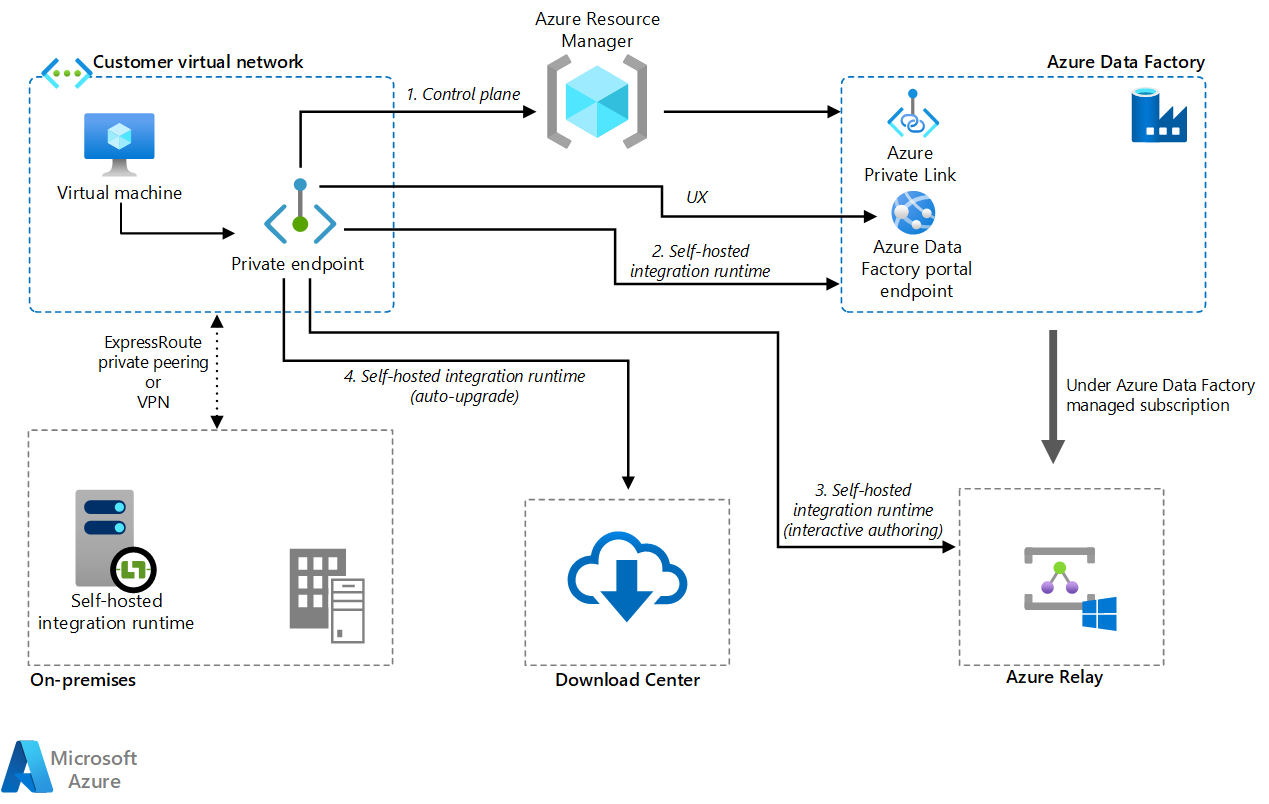 Azure Resource
Manager
Customer virtual network
Azure Data Factory
1. Control plane
Azure
Private Link
Virtual machine
UX
Azure Data
Factory portal
endpoint
2. Self-hosted
integration runtime
Private endpoint
ExpressRoute
private peering
or
VPN
4. Self-hosted integration runtime
(auto-upgrade)
Under Azure Data Factory
managed subscription
3. Self-hosted
integration runtime
(interactive authoring)
Self-hosted
integration runtime
On-premises
Download Center
Azure Relay
Microsoft
Azure